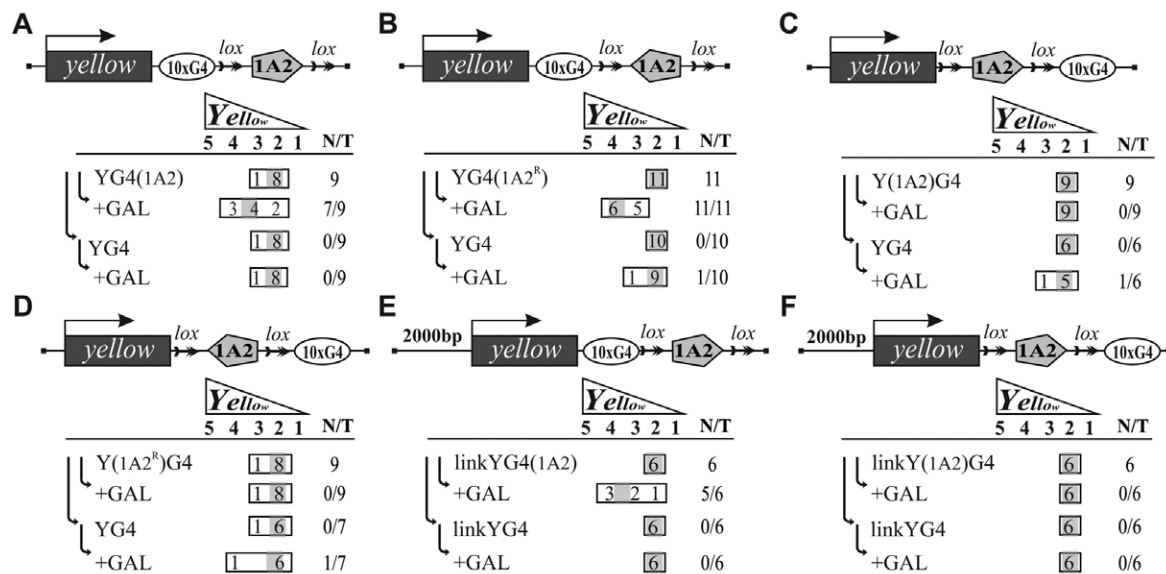 A
lox lox
yellow 10xG4 1A2
Yellow
5 4 3 2 1 N/T
YG4(1A2) 1 8 9
+GAL 3 4 2 7/9
YG4 1 8 0/9
+GAL 1 8 0/9
B
lox lox
yellow 10xG4 1A2
Yellow
5 4 3 2 1 N/T
YG4(1A2ᴿ) 11 11
+GAL 6 5 11/11
YG4 10 0/10
+GAL 1 9 1/10
C
lox lox
yellow 1A2 10xG4
Yellow
5 4 3 2 1 N/T
Y(1A2)G4 9 9
+GAL 9 0/9
YG4 6 0/6
+GAL 1 5 1/6
D
lox lox
yellow 1A2 10xG4
Yellow
5 4 3 2 1 N/T
Y(1A2ᴿ)G4 1 8 9
+GAL 1 8 0/9
YG4 1 6 0/7
+GAL 1 6 1/7
E
2000bp lox lox
yellow 10xG4 1A2
Yellow
5 4 3 2 1 N/T
linkYG4(1A2) 6 6
+GAL 3 2 1 5/6
linkYG4 6 0/6
+GAL 6 0/6
F
2000bp lox lox
yellow 1A2 10xG4
Yellow
5 4 3 2 1 N/T
linkY(1A2)G4 6 6
+GAL 6 0/6
linkYG4 6 0/6
+GAL 6 0/6